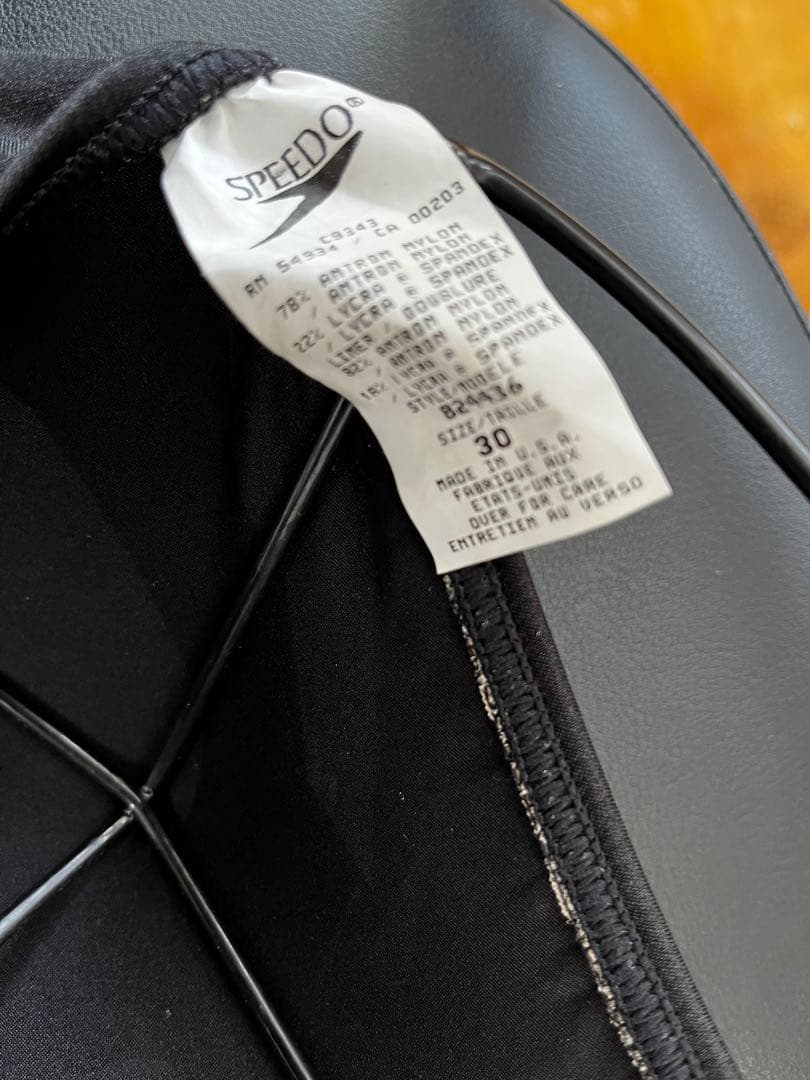 SPEEDO®
C9343
RN 54934 / CA 00203
78% ANTRON NYLON
/ ANTRON NYLON
22% LYCRA ® SPANDEX
/ LYCRA ® SPANDEX
LINER / DOUBLURE
82% ANTRON NYLON
/ ANTRON NYLON
18% LYCRA ® SPANDEX
/ LYCRA ® SPANDEX
STYLE/MODELE
SIZE/TAILLE
30
MADE IN U.S.A.
FABRIQUE AUX
ETATS-UNIS
OVER FOR CARE
ENTRETIEN AU VERSO